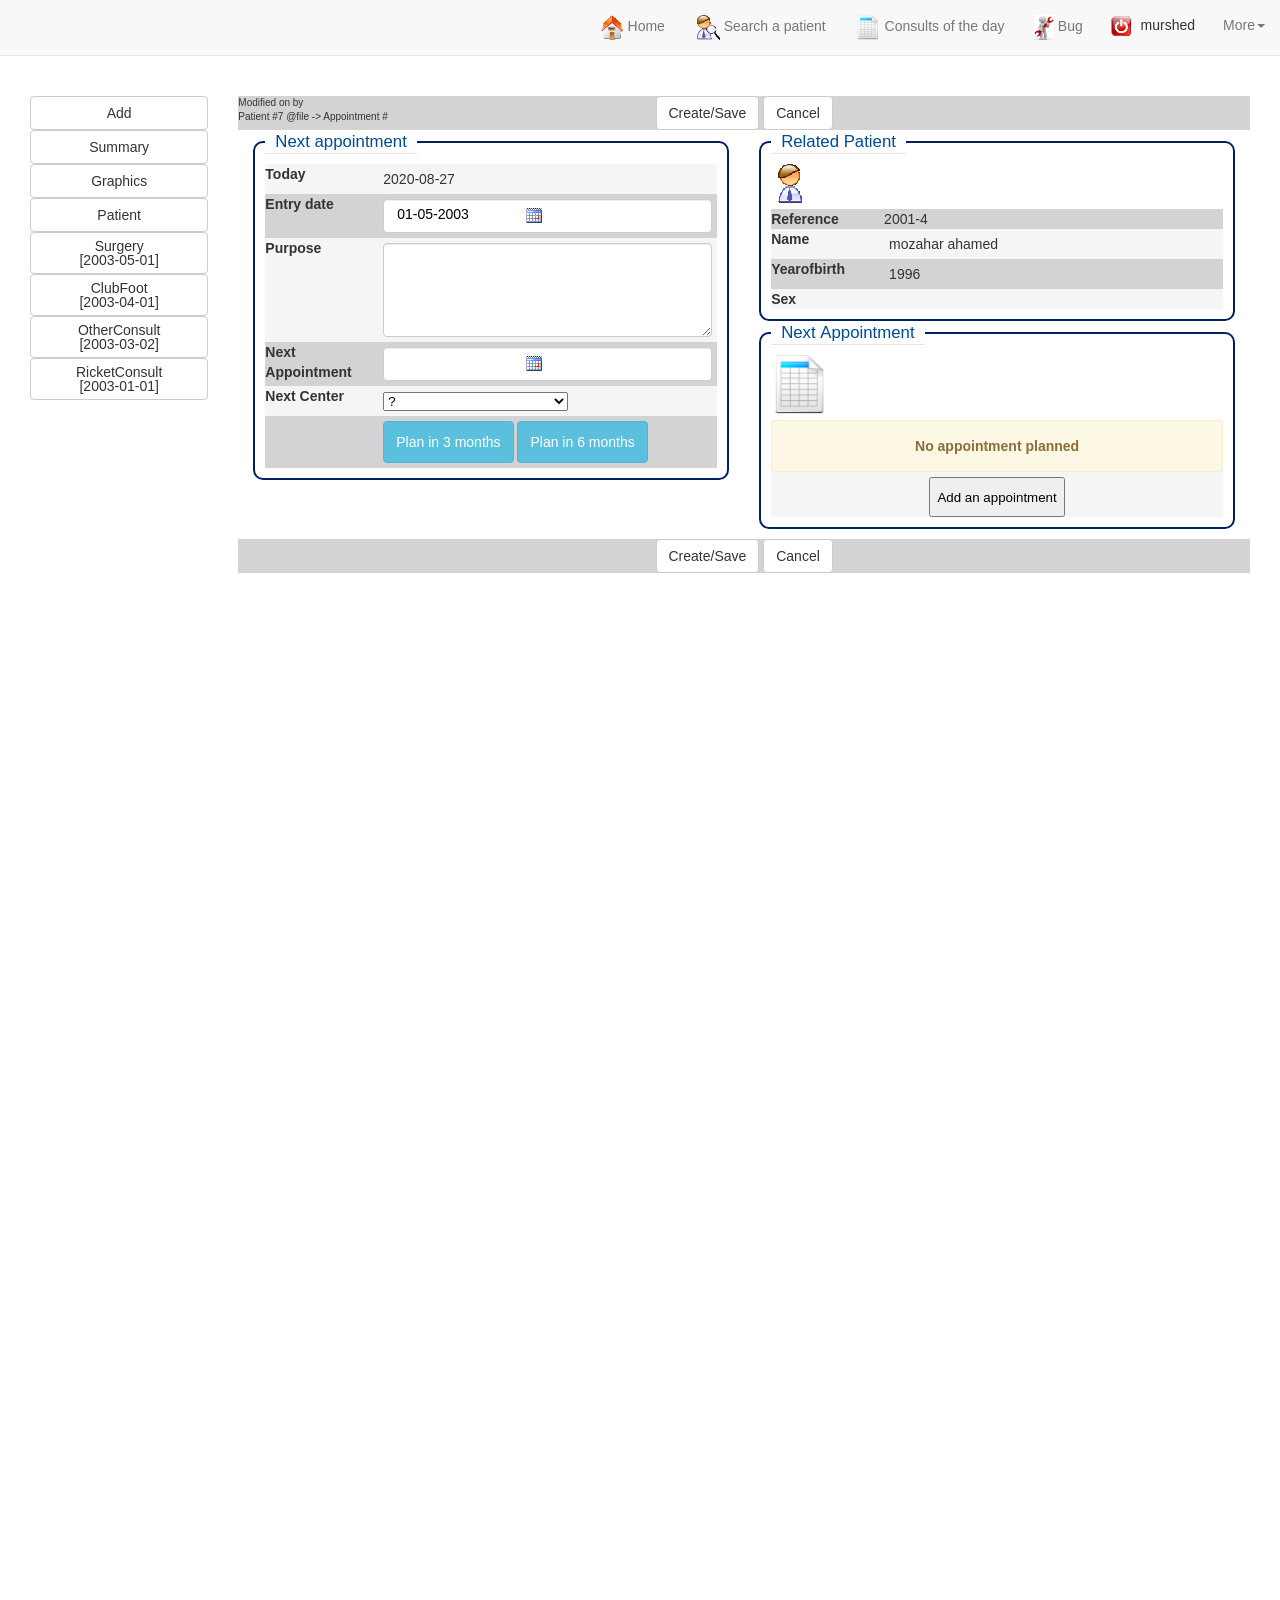 Home Search a patient Consults of the day Bug murshed More
Add
Summary
Graphics
Patient
Surgery
[2003-05-01]
ClubFoot
[2003-04-01]
OtherConsult
[2003-03-02]
RicketConsult
[2003-01-01]
Modified on by
Patient #7 @file -> Appointment #
Create/Save Cancel
Next appointment
Today 2020-08-27
Entry date 01-05-2003
Purpose
Next
Appointment
Next Center ?
Plan in 3 months Plan in 6 months
Related Patient
Reference 2001-4
Name mozahar ahamed
Yearofbirth 1996
Sex
Next Appointment
No appointment planned
Add an appointment
Create/Save Cancel